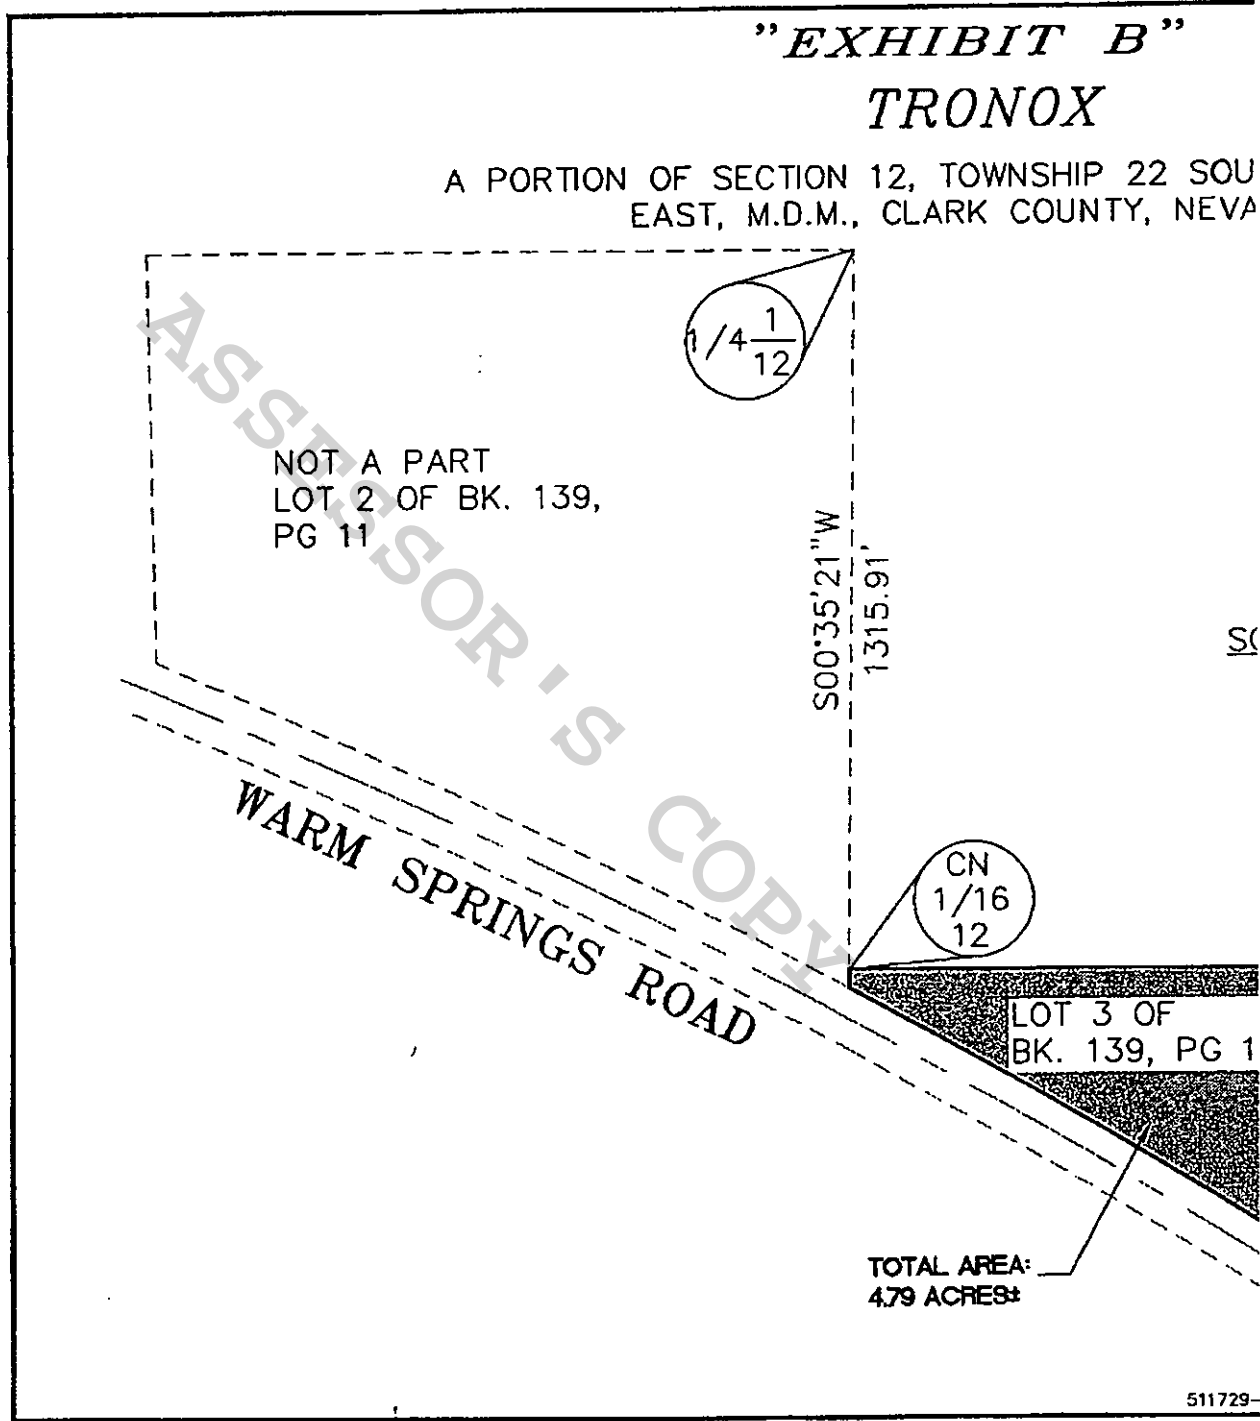 "EXHIBIT B"
TRONOX
A PORTION OF SECTION 12, TOWNSHIP 22 SOU
EAST, M.D.M., CLARK COUNTY, NEVA
1/4 1
12
NOT A PART
LOT 2 OF BK. 139,
PG 11
S00°35'21"W
1315.91'
S(
ASSESSOR'S COPY
WARM SPRINGS ROAD
CN
1/16
12
LOT 3 OF
BK. 139, PG 1
TOTAL AREA:
4.79 ACRES±
511729-